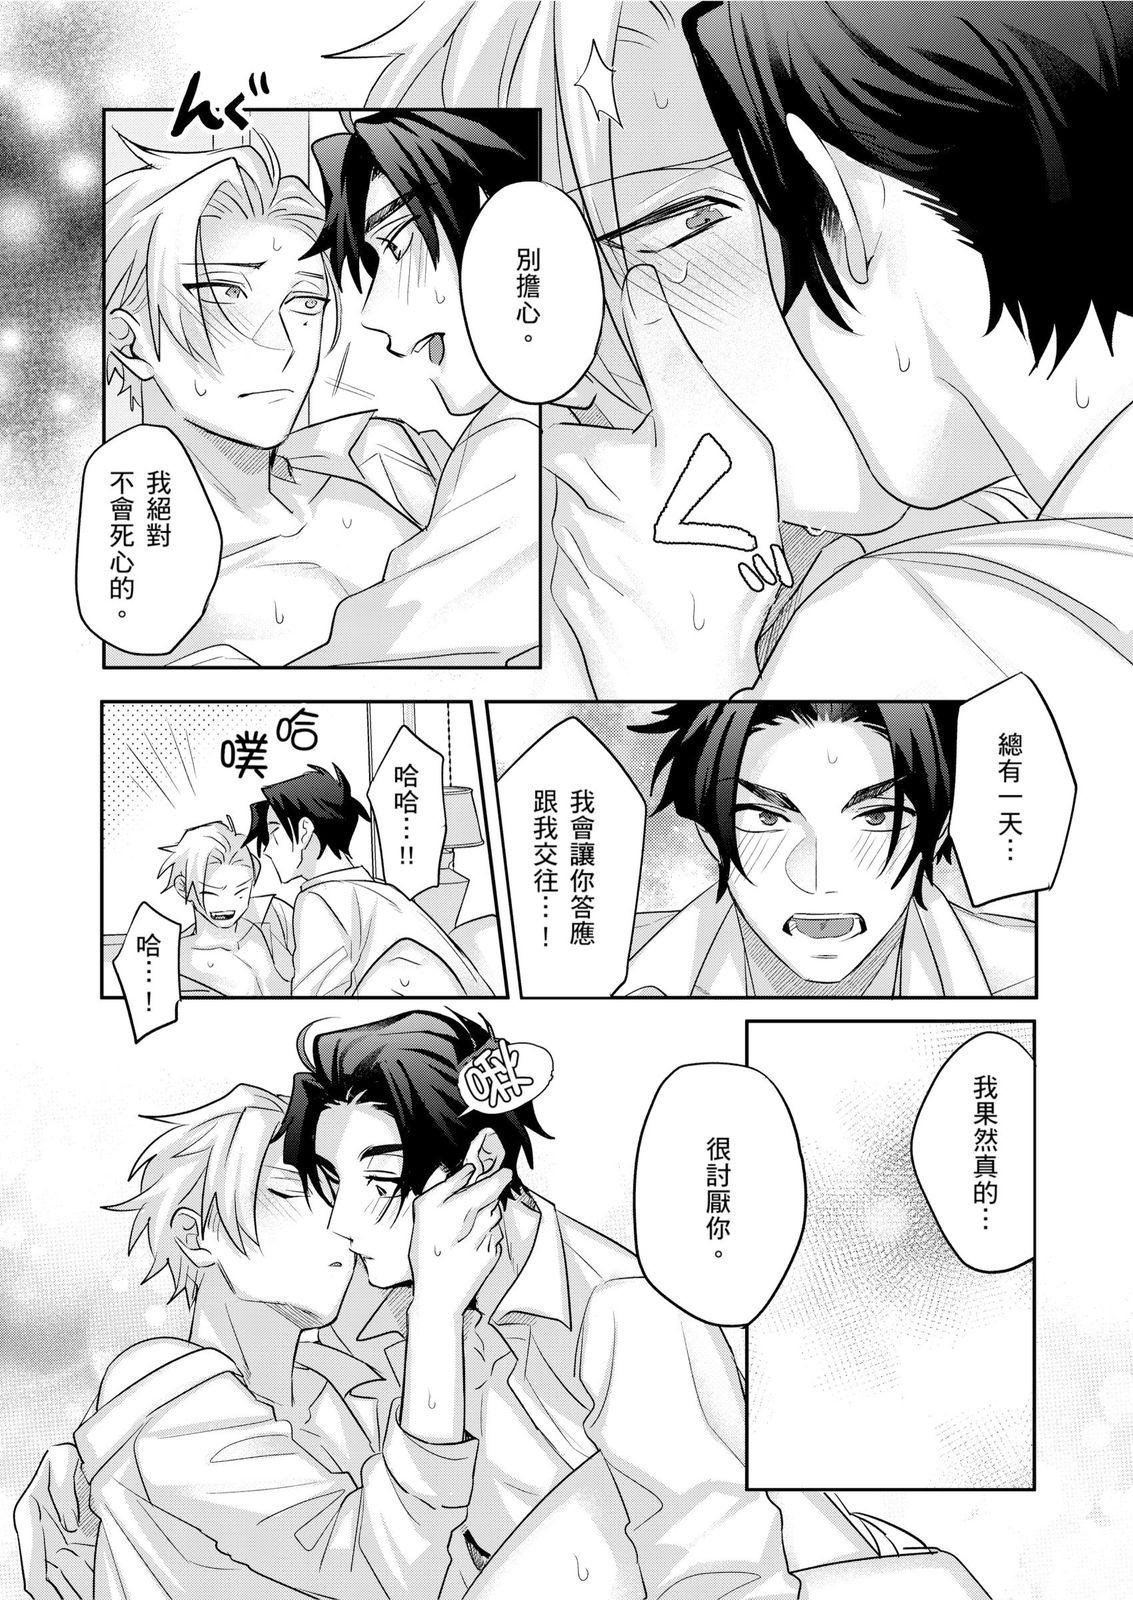 く
んぐ
別擔心。
我絕對
不會死心的。
總有一天…
我會讓你答應
跟我交往…！
噗哈
哈哈…!!
哈…！
我果然真的…
很討厭你。
啾